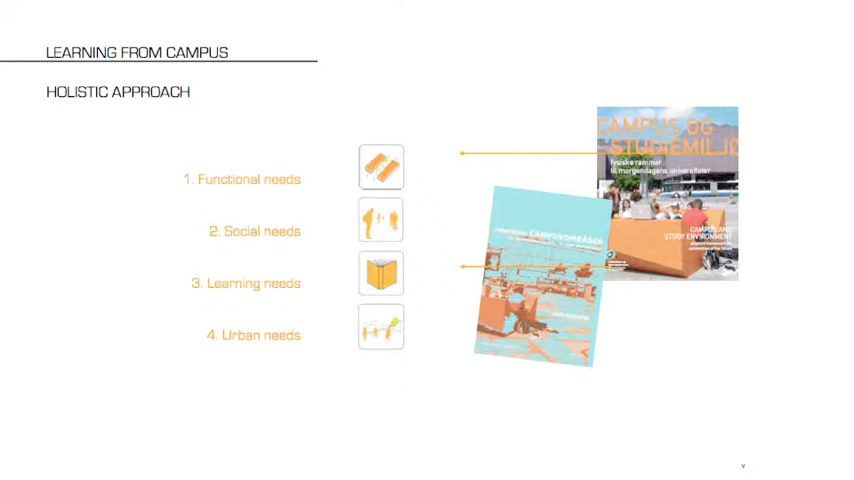 LEARNING FROM CAMPUS
HOLISTIC APPROACH
1. Functional needs
2. Social needs
3. Learning needs
4. Urban needs
CAMPUS OG
STUDIEMILJØ
fysiske rammer
til morgendagens universiteter
CAMPUS AND
STUDY ENVIRONMENT
CAMPUSOMRÅDER
v